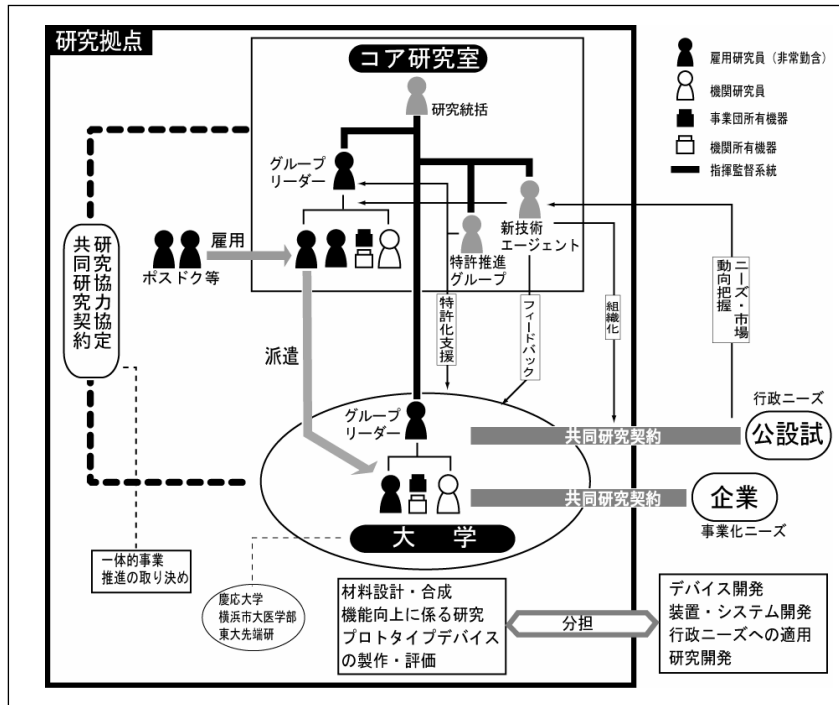 研究拠点
コア研究室
研究統括
グループ
リーダー
新技術
エージェント
特許推進
グループ
雇用
ポスドク等
研究協力協定
共同研究契約
派遣
特許化支援
フィードバック
組織化
ニーズ・市場
動向把握
雇用研究員（非常勤含）
機関研究員
事業団所有機器
機関所有機器
指揮監督系統
グループ
リーダー
共同研究契約
行政ニーズ
公設試
共同研究契約
企業
事業化ニーズ
大学
一体的事業
推進の取り決め
慶応大学
横浜市大医学部
東大先端研
材料設計・合成
機能向上に係る研究
プロトタイプデバイス
の製作・評価
分担
デバイス開発
装置・システム開発
行政ニーズへの適用
研究開発